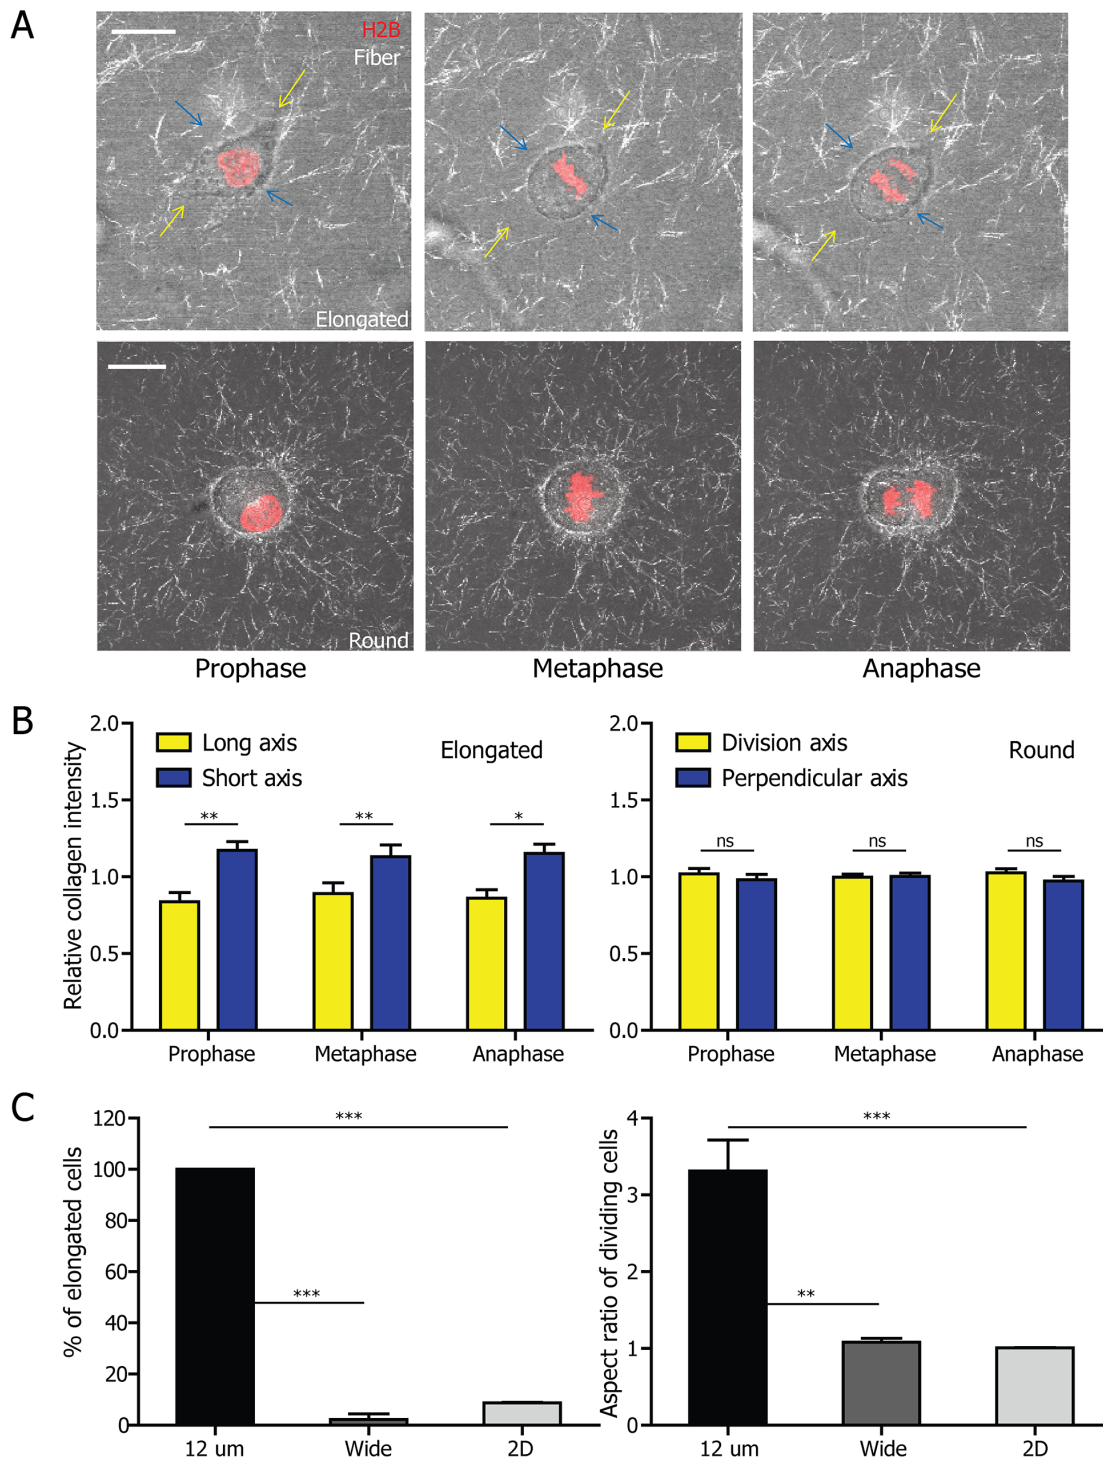 A
H2B
Fiber
Elongated
Round
Prophase Metaphase Anaphase
B
Relative collagen intensity
2.0
1.5
1.0
0.5
0.0
Long axis
Short axis
Elongated
** ** *
Prophase Metaphase Anaphase
2.0
1.5
1.0
0.5
0.0
Division axis
Perpendicular axis
Round
ns ns ns
Prophase Metaphase Anaphase
C
% of elongated cells
120
100
80
60
40
20
0
***
***
12 um Wide 2D
Aspect ratio of dividing cells
4
3
2
1
0
***
**
12 um Wide 2D